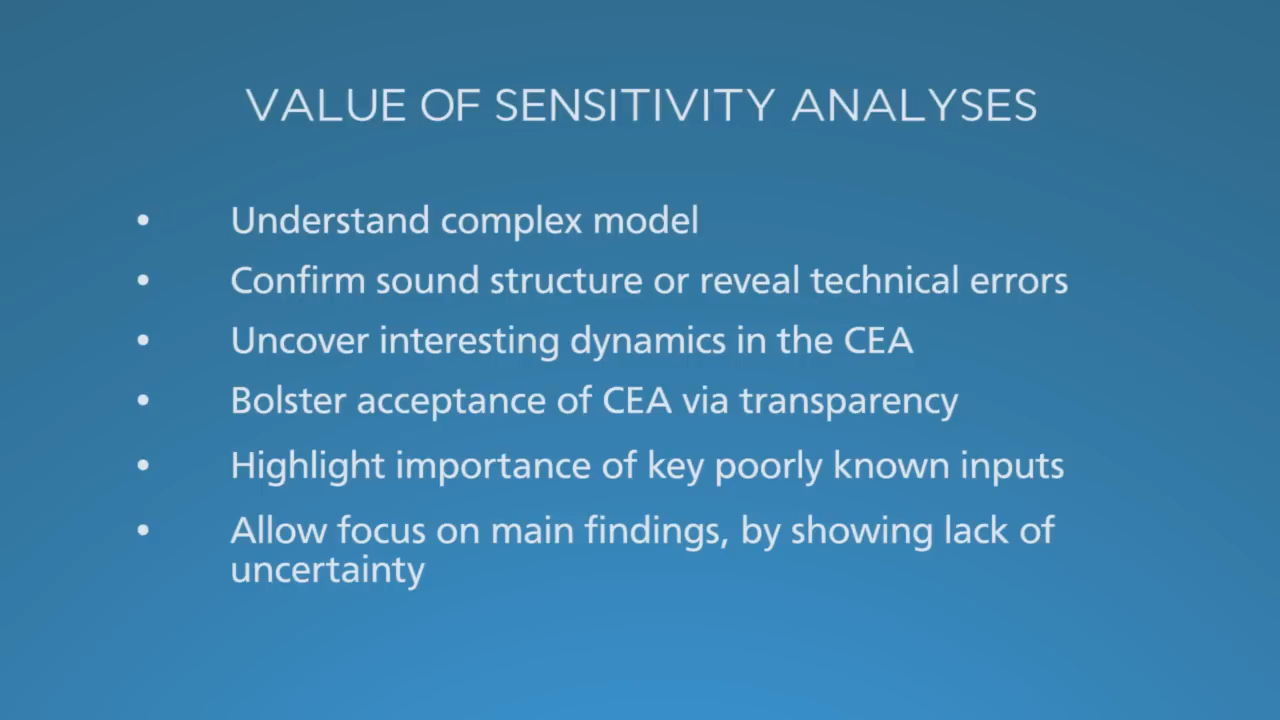 VALUE OF SENSITIVITY ANALYSES
• Understand complex model
• Confirm sound structure or reveal technical errors
• Uncover interesting dynamics in the CEA
• Bolster acceptance of CEA via transparency
• Highlight importance of key poorly known inputs
• Allow focus on main findings, by showing lack of
uncertainty